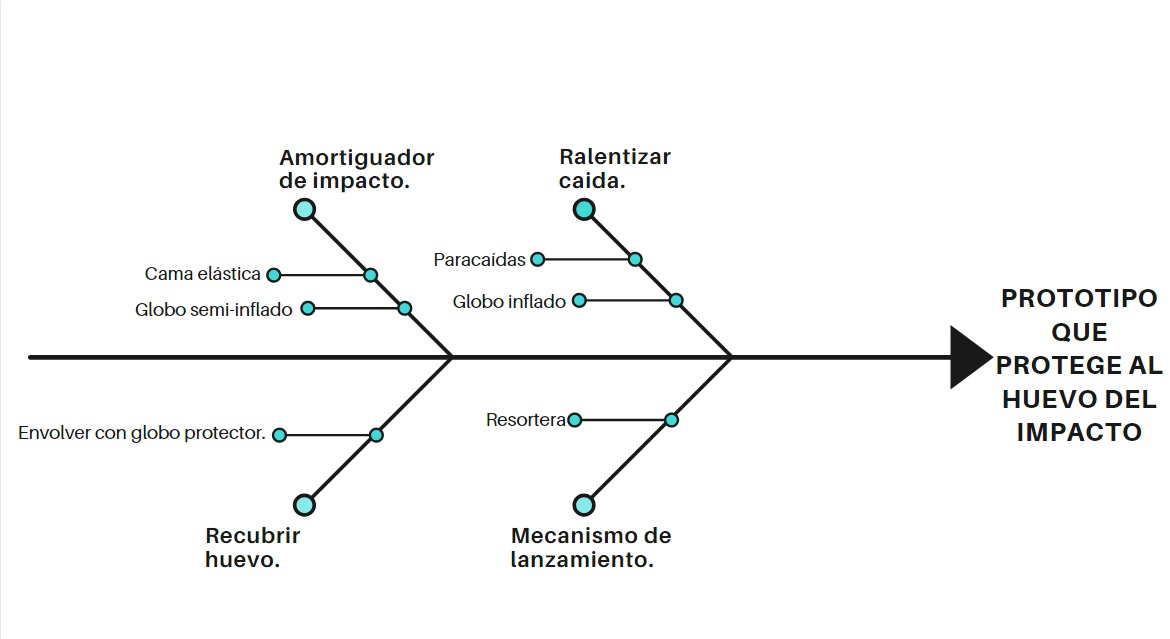 Amortiguador
de impacto.
Cama elástica
Globo semi-inflado
Ralentizar
caida.
Paracaídas
Globo inflado
Envolver con globo protector.
Recubrir
huevo.
Resortera
Mecanismo de
lanzamiento.
PROTOTIPO
QUE
PROTEGE AL
HUEVO DEL
IMPACTO